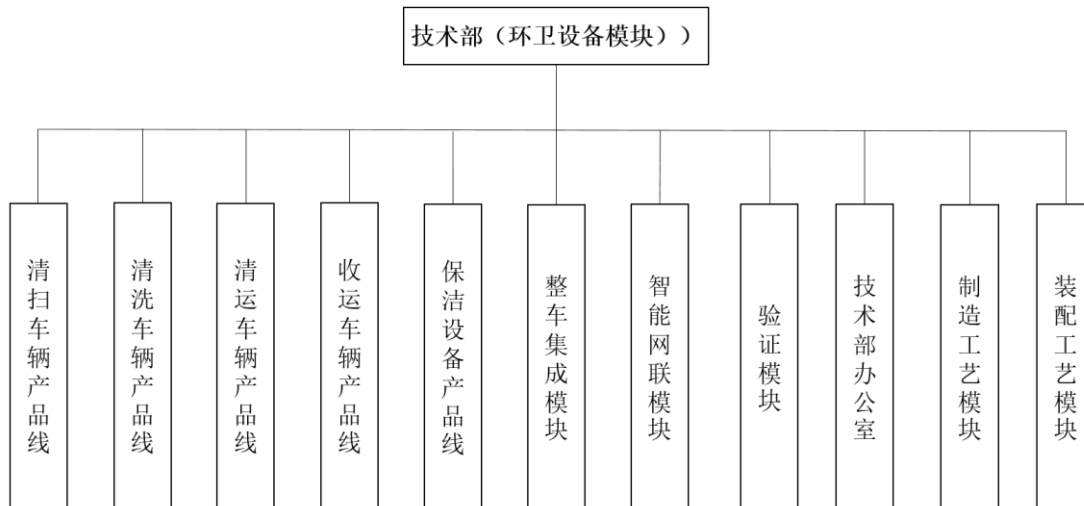 技术部（环卫设备模块））
清扫车辆产品线
清洗车辆产品线
清运车辆产品线
收运车辆产品线
保洁设备产品线
整车集成模块
智能网联模块
验证模块
技术部办公室
制造工艺模块
装配工艺模块